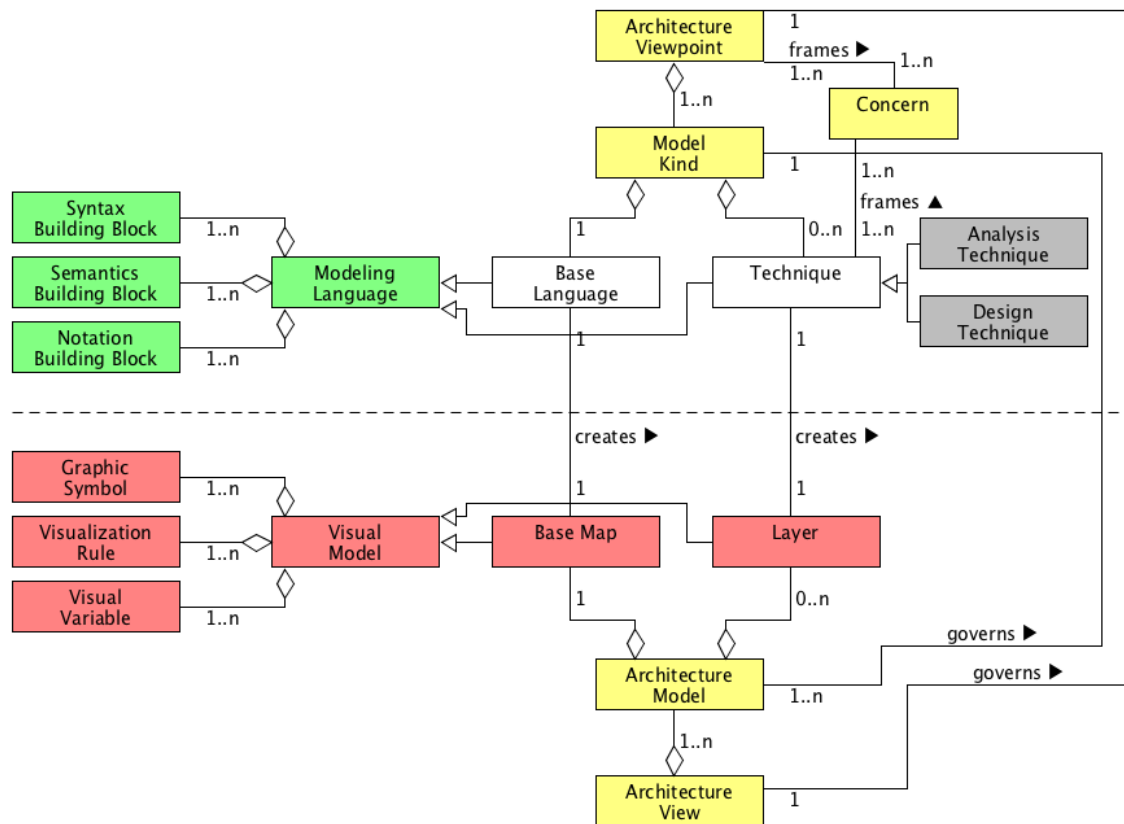 Architecture
Viewpoint
1
frames ▶
1..n
1..n
1..n
Concern
Model
Kind
1
1..n
Syntax
Building Block
1..n
frames ▲
1
0..n
1..n
Analysis
Technique
Semantics
Building Block
1..n
Modeling
Language
Base
Language
Technique
Design
Technique
Notation
Building Block
1..n
1
1
creates ▶
creates ▶
Graphic
Symbol
1..n
1
1
Visualization
Rule
1..n
Visual
Model
Base Map
Layer
Visual
Variable
1..n
1
0..n
governs ▶
Architecture
Model
1..n
governs ▶
1..n
Architecture
View
1